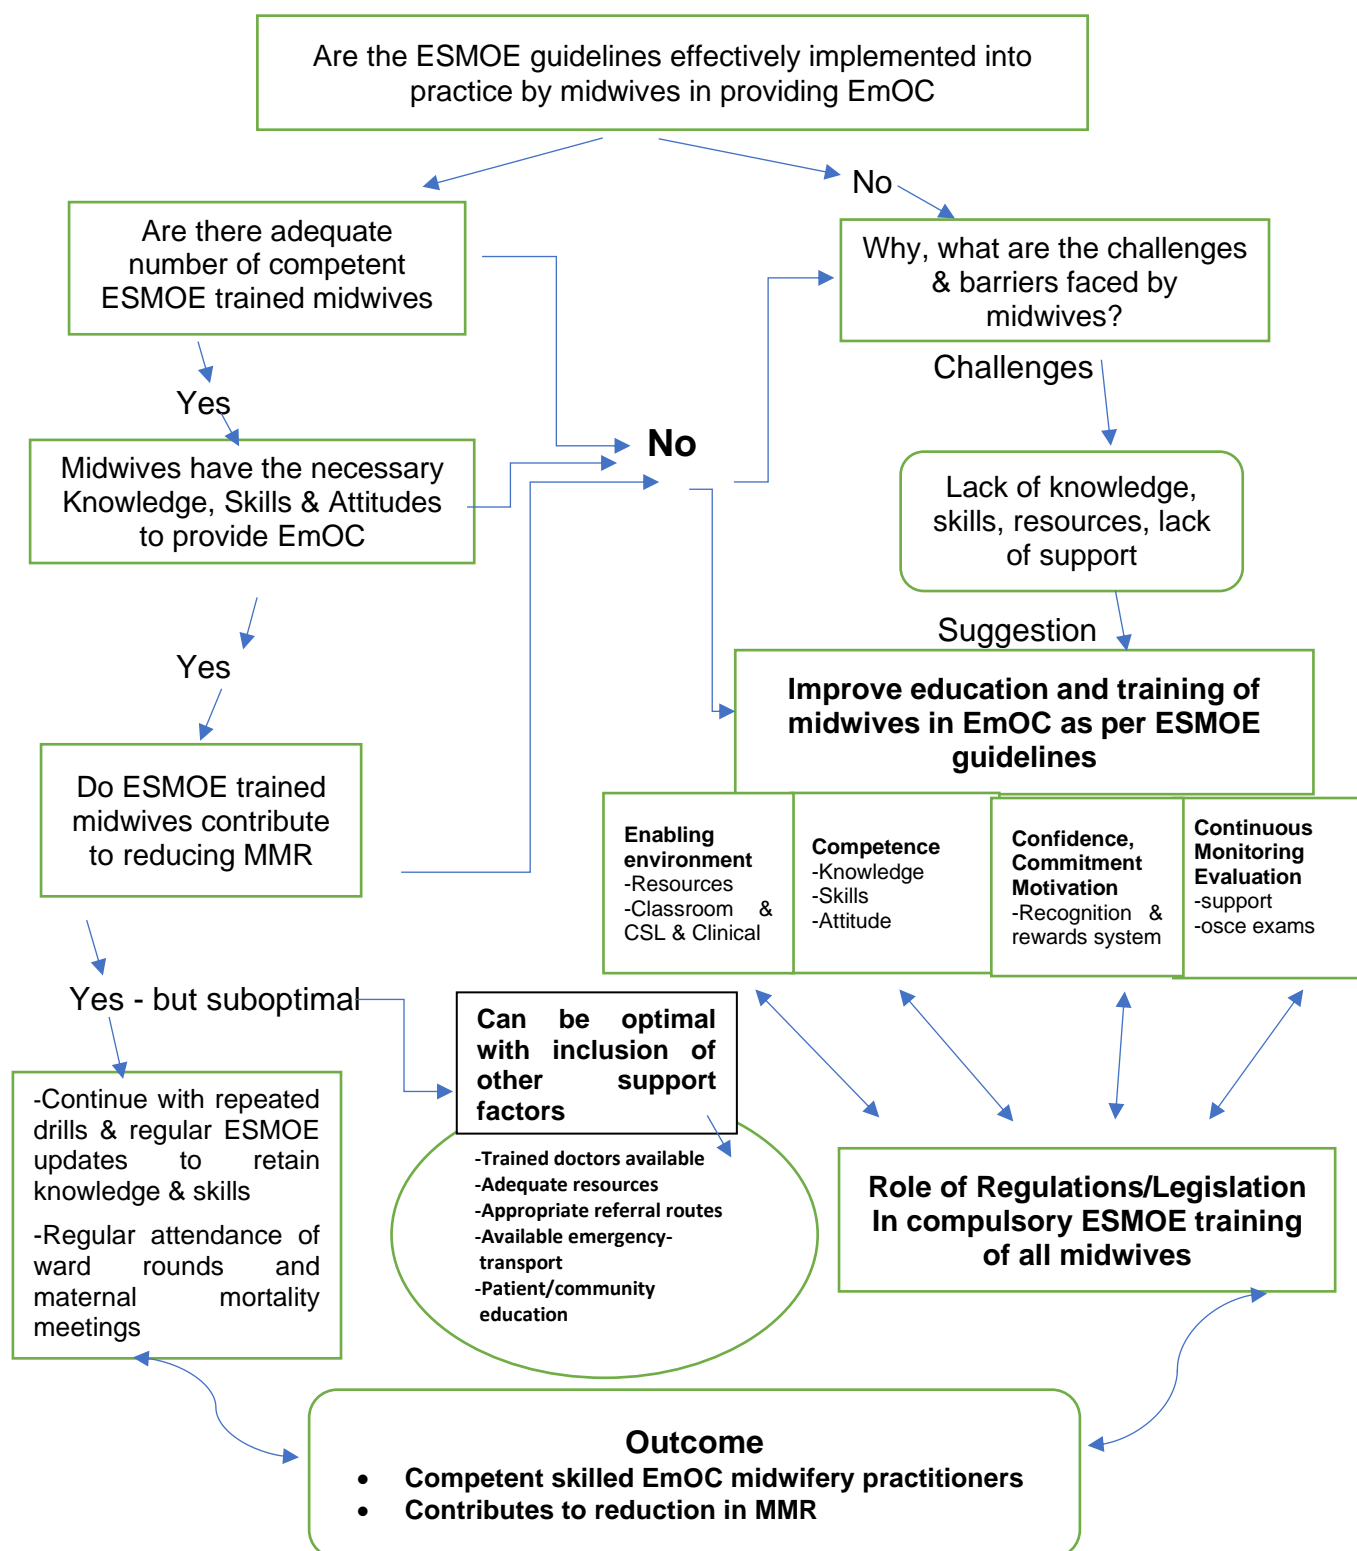 Are the ESMOE guidelines effectively implemented into
practice by midwives in providing EmOC
No
Are there adequate
number of competent
ESMOE trained midwives
Why, what are the challenges
& barriers faced by
midwives?
Challenges
Yes
No
Midwives have the necessary
Knowledge, Skills & Attitudes
to provide EmOC
Lack of knowledge,
skills, resources, lack
of support
Suggestion
Yes
Improve education and training of
midwives in EmOC as per ESMOE
guidelines
Do ESMOE trained
midwives contribute
to reducing MMR
Enabling
environment
-Resources
-Classroom &
CSL & Clinical
Competence
-Knowledge
-Skills
-Attitude
Confidence,
Commitment
Motivation
-Recognition &
rewards system
Continuous
Monitoring
Evaluation
-support
-osce exams
Yes - but suboptimal
Can be optimal
with inclusion of
other support
factors
-Continue with repeated
drills & regular ESMOE
updates to retain
knowledge & skills
-Regular attendance of
ward rounds and
maternal mortality
meetings
-Trained doctors available
-Adequate resources
-Appropriate referral routes
-Available emergency-
transport
-Patient/community
education
Role of Regulations/Legislation
In compulsory ESMOE training
of all midwives
Outcome
• Competent skilled EmOC midwifery practitioners
• Contributes to reduction in MMR